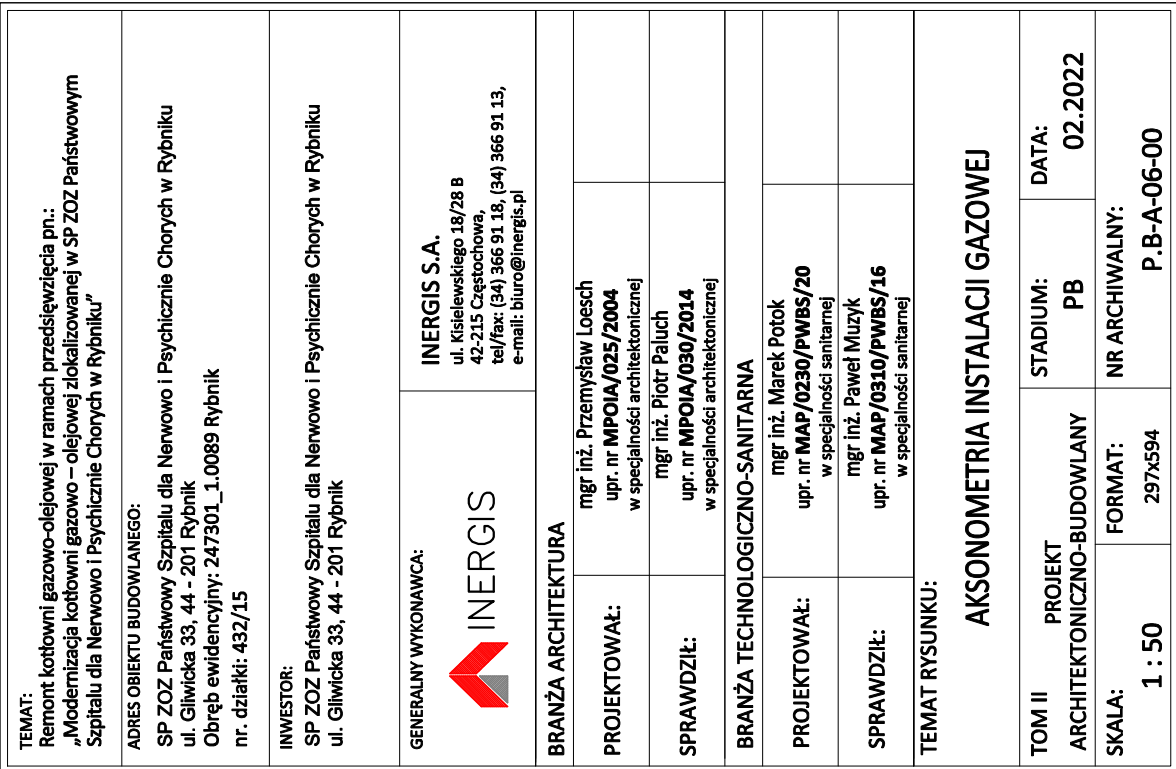 TEMAT:
Remont kotłowni gazowo-olejowej w ramach przedsięwzięcia pn.:
„Modernizacja kotłowni gazowo – olejowej zlokalizowanej w SP ZOZ Państwowym
Szpitalu dla Nerwowo i Psychicznie Chorych w Rybniku”
ADRES OBIEKTU BUDOWLANEGO:
SP ZOZ Państwowy Szpitalu dla Nerwowo i Psychicznie Chorych w Rybniku
ul. Gliwicka 33, 44 - 201 Rybnik
Obręb ewidencyjny: 247301_1.0089 Rybnik
nr. działki: 432/15
INWESTOR:
SP ZOZ Państwowy Szpitalu dla Nerwowo i Psychicznie Chorych w Rybniku
ul. Gliwicka 33, 44 - 201 Rybnik
GENERALNY WYKONAWCA:
INERGIS
INERGIS S.A.
ul. Kisielewskiego 18/28 B
42-215 Częstochowa,
tel/fax: (34) 366 91 18, (34) 366 91 13,
e-mail: biuro@inergis.pl
BRANŻA ARCHITEKTURA
PROJEKTOWAŁ:
mgr inż. Przemysław Loesch
upr. nr MPOIA/025/2004
w specjalności architektonicznej
SPRAWDZIŁ:
mgr inż. Piotr Paluch
upr. nr MPOIA/030/2014
w specjalności architektonicznej
BRANŻA TECHNOLOGICZNO-SANITARNA
PROJEKTOWAŁ:
mgr inż. Marek Potok
upr. nr MAP/0230/PWBS/20
w specjalności sanitarnej
SPRAWDZIŁ:
mgr inż. Paweł Muzyk
upr. nr MAP/0310/PWBS/16
w specjalności sanitarnej
TEMAT RYSUNKU:
AKSONOMETRIA INSTALACJI GAZOWEJ
TOM II
PROJEKT
ARCHITEKTONICZNO-BUDOWLANY
STADIUM:
PB
DATA:
02.2022
SKALA:
1 : 50
FORMAT:
297x594
NR ARCHIWALNY:
P.B-A-06-00